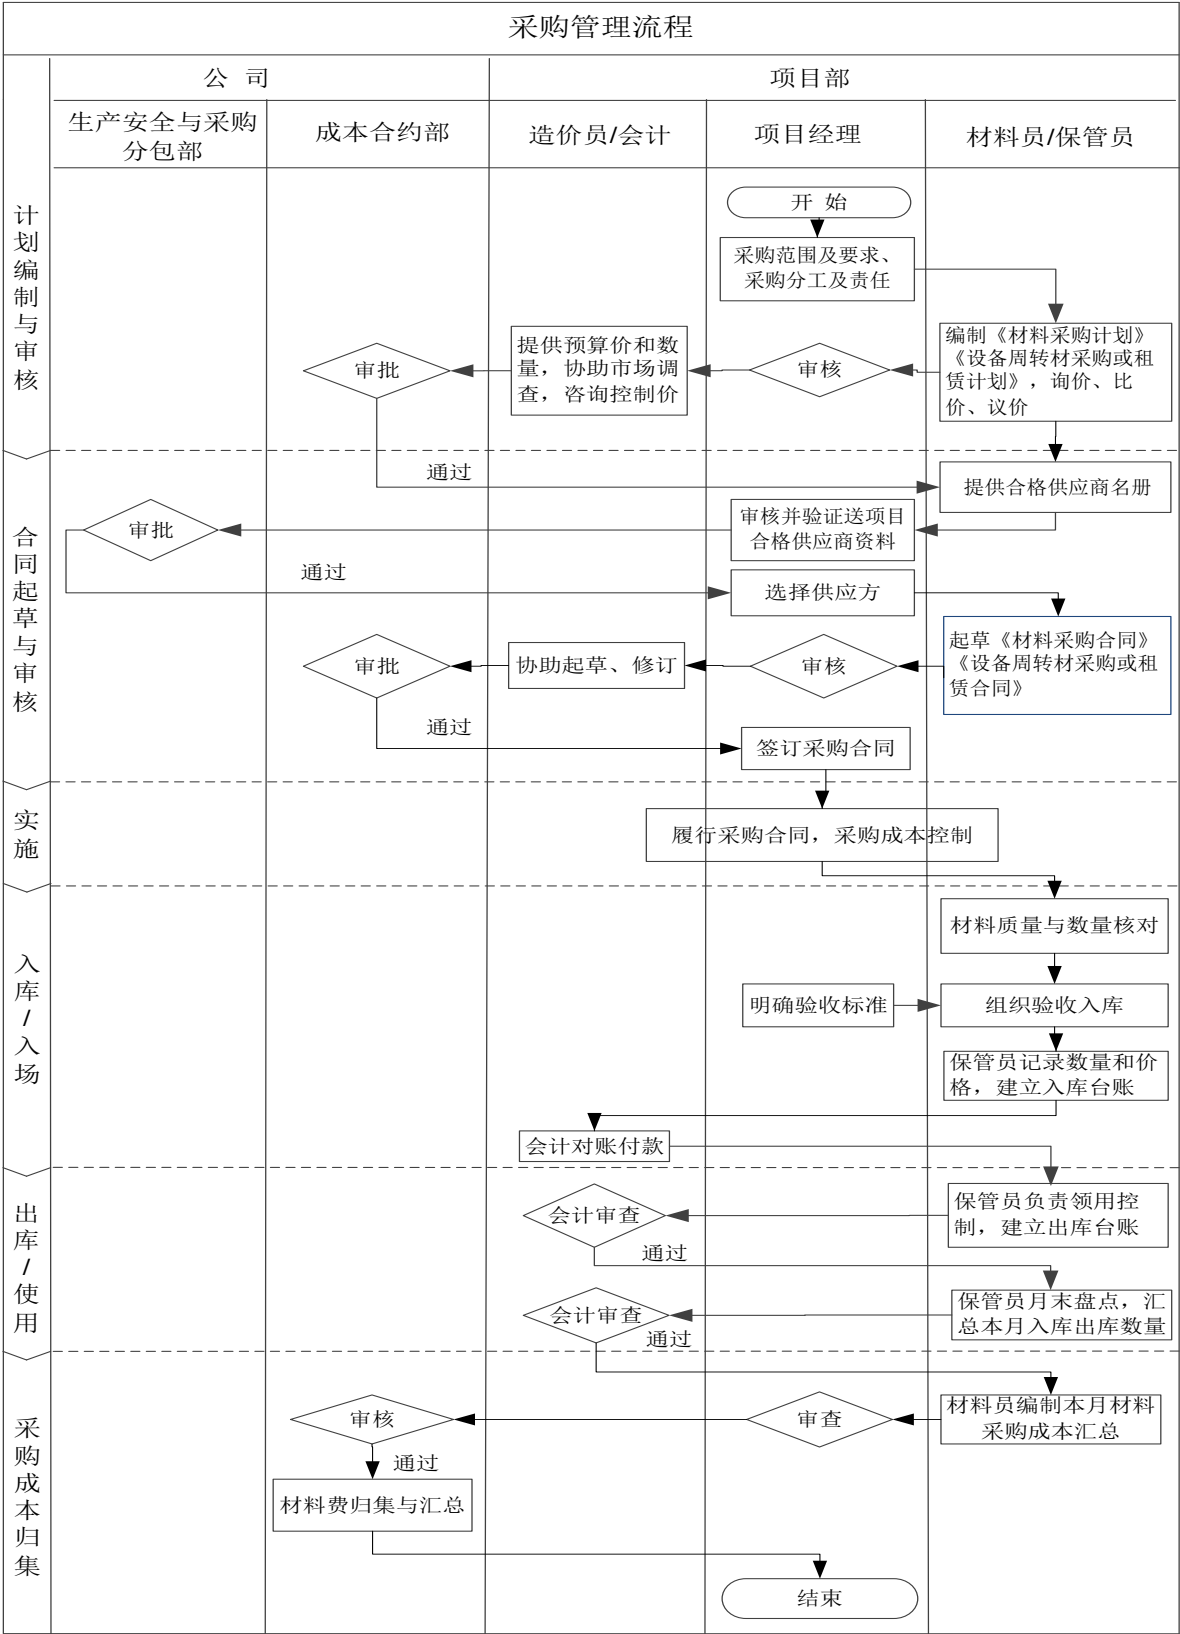 采购管理流程
公 司
项目部
生产安全与采购
分包部
成本合约部
造价员/会计
项目经理
材料员/保管员
计划编制与审核
开 始
采购范围及要求、
采购分工及责任
编制《材料采购计划》
《设备周转材采购或租
赁计划》，询价、比
价、议价
审核
提供预算价和数
量，协助市场调
查，咨询控制价
审批
合同起草与审核
通过
提供合格供应商名册
审核并验证送项目
合格供应商资料
审批
通过
选择供应方
起草《材料采购合同》
《设备周转材采购或租
赁合同》
审核
协助起草、修订
审批
通过
签订采购合同
实施
履行采购合同，采购成本控制
入库/入场
材料质量与数量核对
明确验收标准
组织验收入库
保管员记录数量和价
格，建立入库台账
会计对账付款
出库/使用
保管员负责领用控
制，建立出库台账
会计审查
通过
保管员月末盘点，汇
总本月入库出库数量
会计审查
通过
采购成本归集
材料员编制本月材料
采购成本汇总
审查
审核
通过
材料费归集与汇总
结束